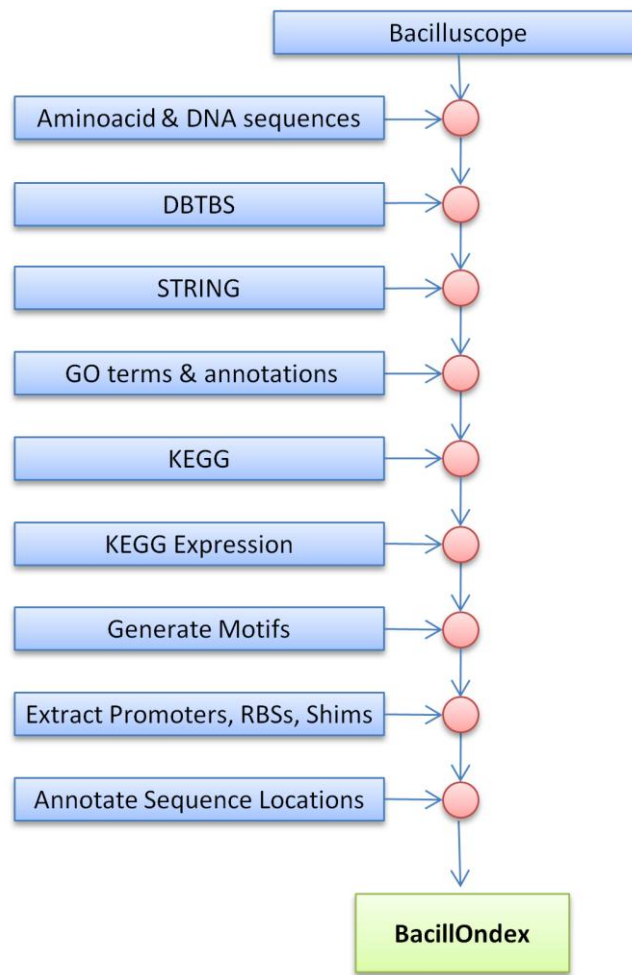 Bacilluscope
Aminoacid & DNA sequences
DBTBS
STRING
GO terms & annotations
KEGG
KEGG Expression
Generate Motifs
Extract Promoters, RBSs, Shims
Annotate Sequence Locations
BacillOndex